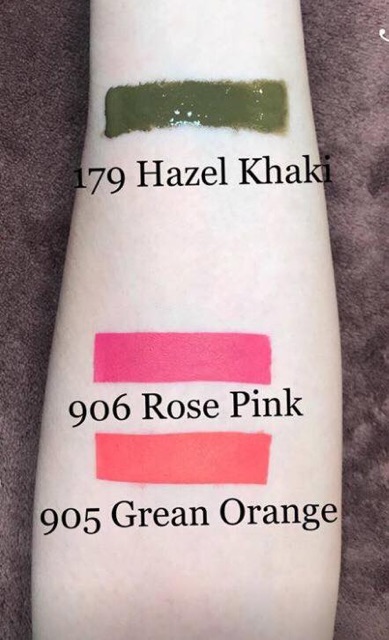 179 Hazel Khaki
906 Rose Pink
905 Grean Orange